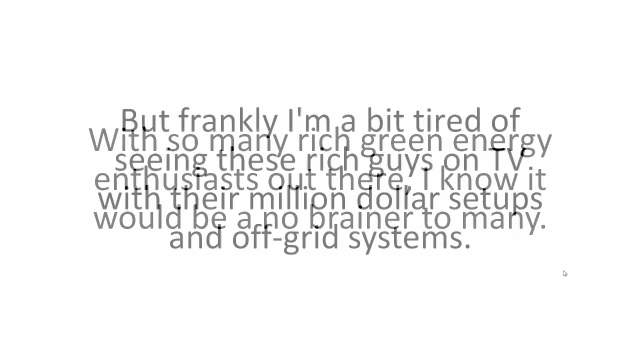 But frankly I'm a bit tired of
With so many rich green energy
seeing these rich guys on TV
enthusiasts out there, I know it
with their million dollar setups
would be a no brainer to many.
and off-grid systems.